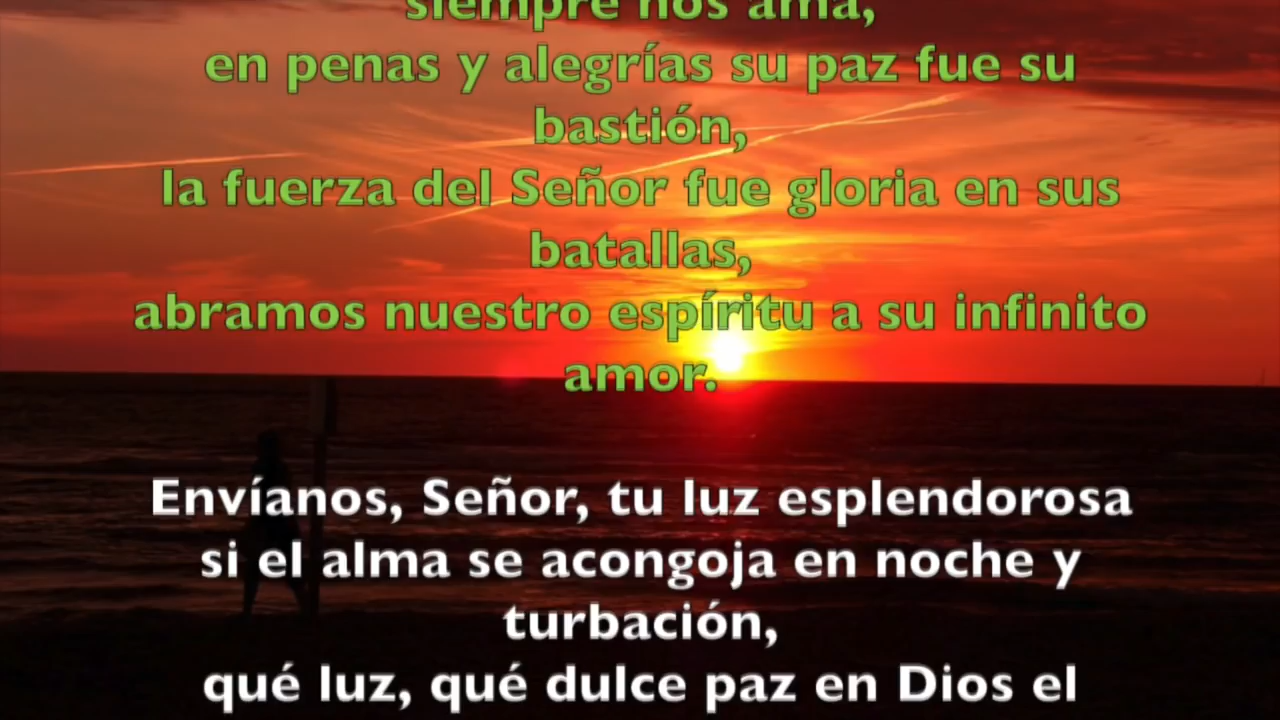 siempre nos ama,
en penas y alegrías su paz fue su
bastión,
la fuerza del Señor fue gloria en sus
batallas,
abramos nuestro espíritu a su infinito
amor.
Envíanos, Señor, tu luz esplendorosa
si el alma se acongoja en noche y
turbación,
qué luz, qué dulce paz en Dios el